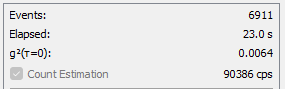 Events: 6911
Elapsed: 23.0 s
g²(τ=0): 0.0064
Count Estimation 90386 cps